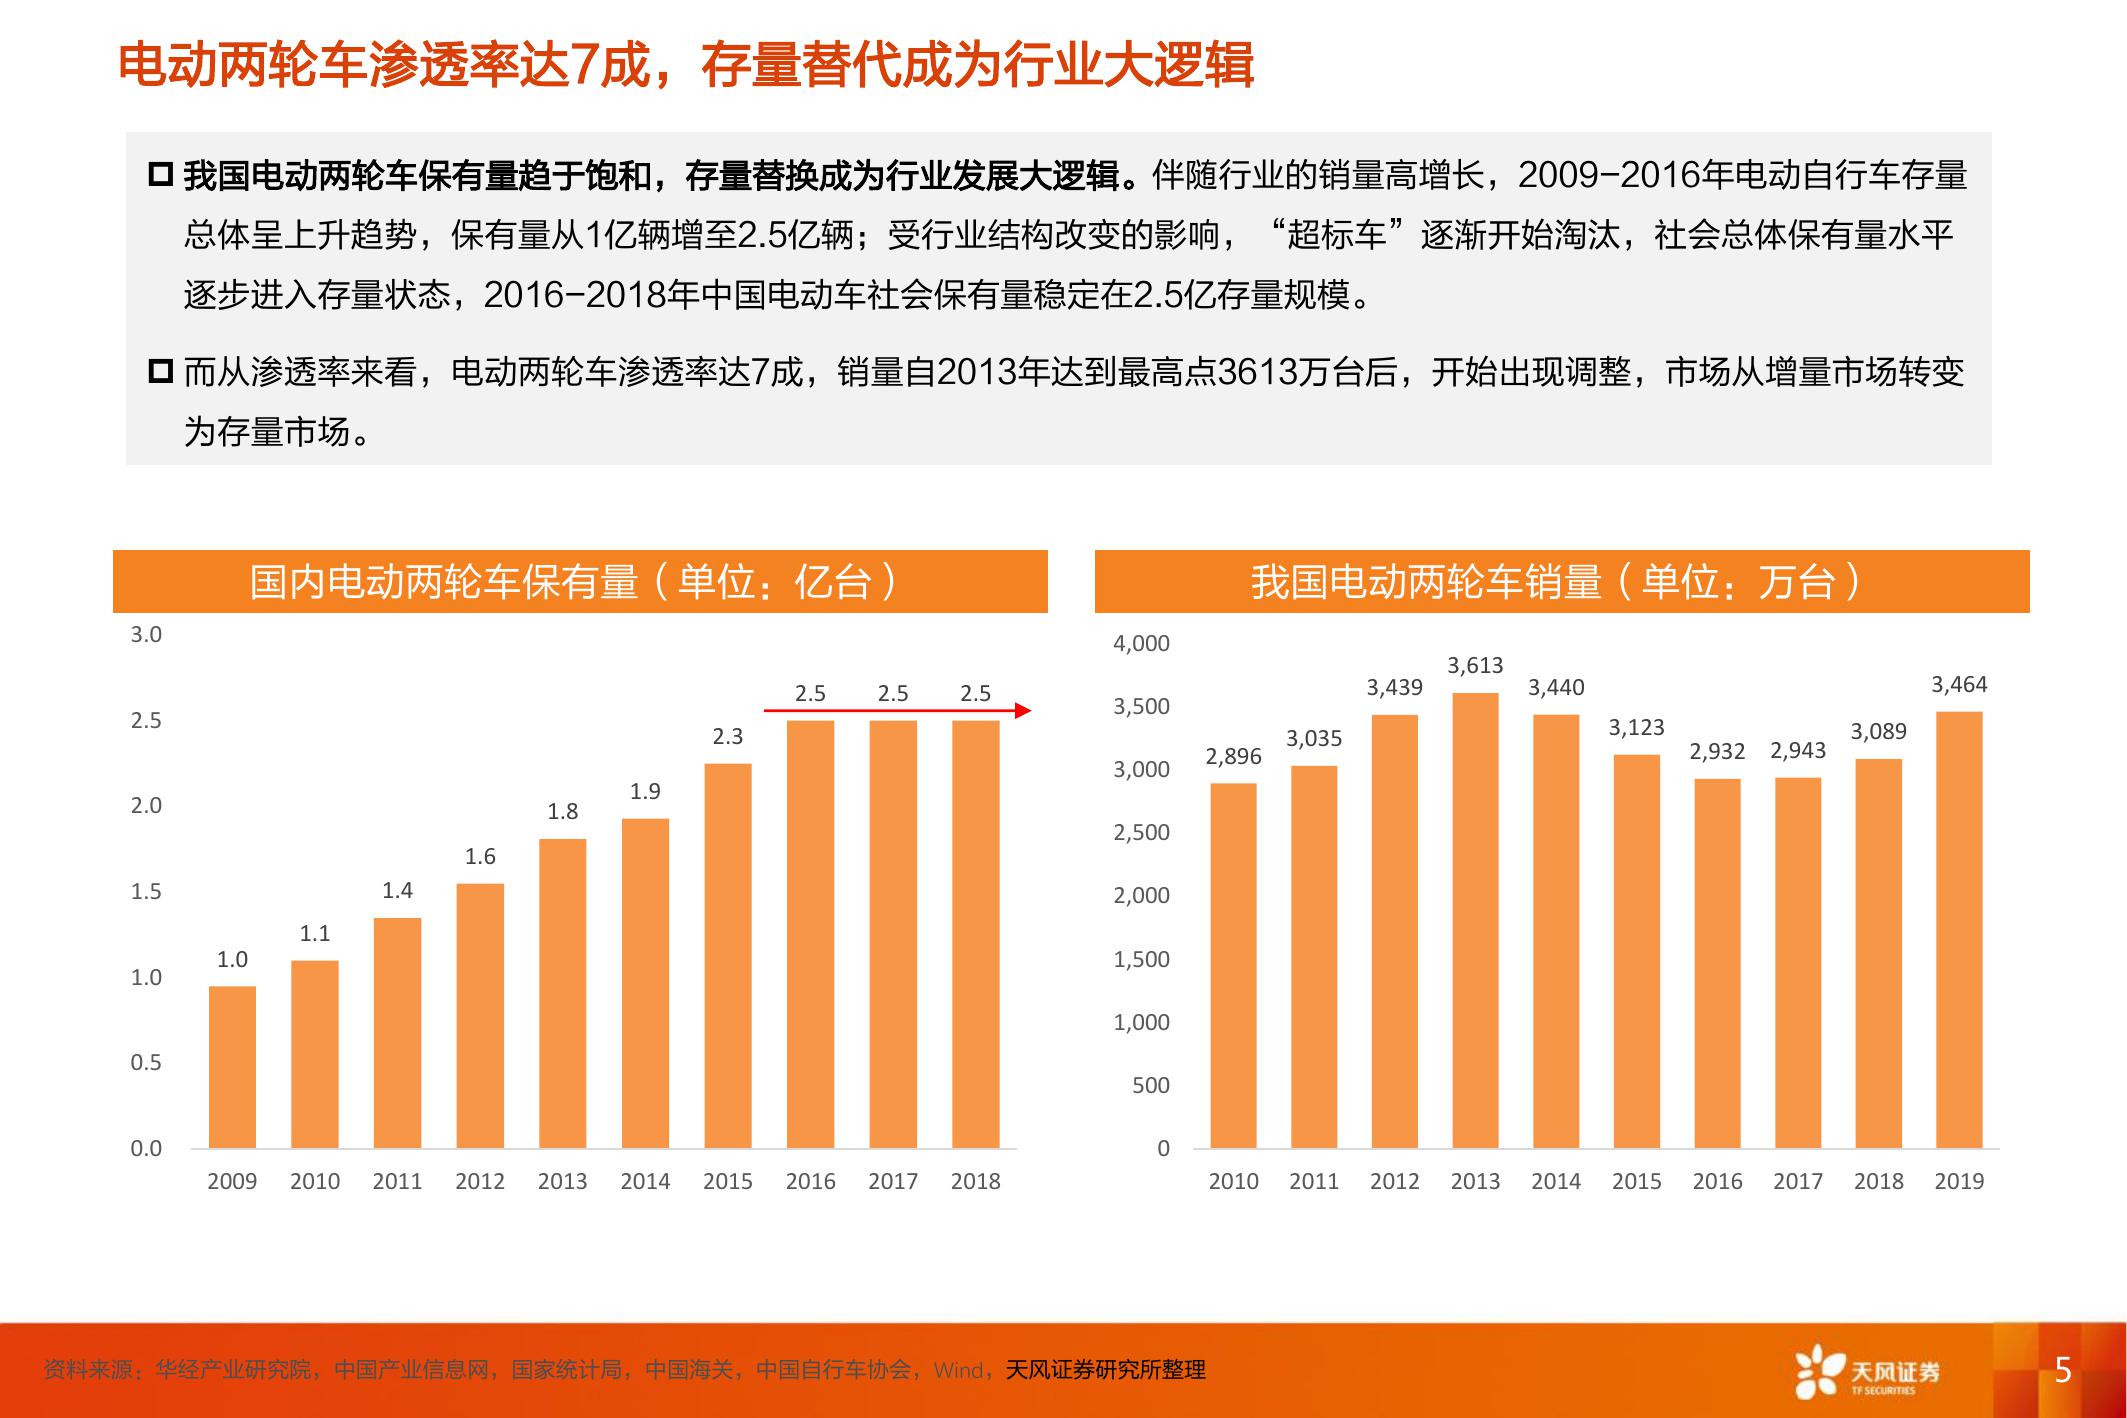 电动两轮车渗透率达7成，存量替代成为行业大逻辑
我国电动两轮车保有量趋于饱和，存量替换成为行业发展大逻辑。伴随行业的销量高增长，2009-2016年电动自行车存量
总体呈上升趋势，保有量从1亿辆增至2.5亿辆；受行业结构改变的影响，“超标车”逐渐开始淘汰，社会总体保有量水平
逐步进入存量状态，2016-2018年中国电动车社会保有量稳定在2.5亿存量规模。
而从渗透率来看，电动两轮车渗透率达7成，销量自2013年达到最高点3613万台后，开始出现调整，市场从增量市场转变
为存量市场。
国内电动两轮车保有量（单位：亿台）
3.0
2.5
2.0
1.5
1.0
0.5
0.0
1.0
1.1
1.4
1.6
1.8
1.9
2.3
2.5
2.5
2.5
2009 2010 2011 2012 2013 2014 2015 2016 2017 2018
我国电动两轮车销量（单位：万台）
4,000
3,500
3,000
2,500
2,000
1,500
1,000
500
0
2,896
3,035
3,439
3,613
3,440
3,123
2,932
2,943
3,089
3,464
2010 2011 2012 2013 2014 2015 2016 2017 2018 2019
资料来源：华经产业研究院，中国产业信息网，国家统计局，中国海关，中国自行车协会，Wind，天风证券研究所整理
天风证券
TF SECURITIES
5